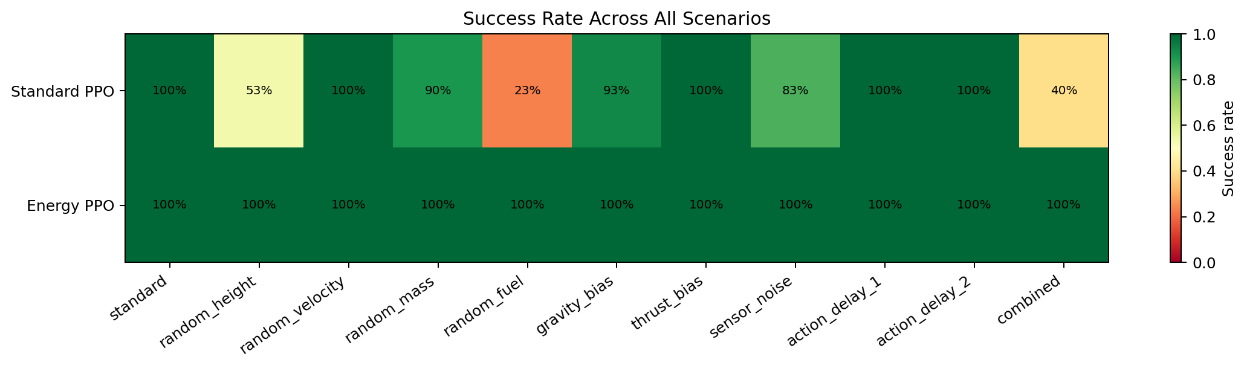 Success Rate Across All Scenarios
Standard PPO
100% 53% 100% 90% 23% 93% 100% 83% 100% 100% 40%
Energy PPO
100% 100% 100% 100% 100% 100% 100% 100% 100% 100% 100%
standard
random_height
random_velocity
random_mass
random_fuel
gravity_bias
thrust_bias
sensor_noise
action_delay_1
action_delay_2
combined
1.0
0.8
0.6
0.4
0.2
0.0
Success rate